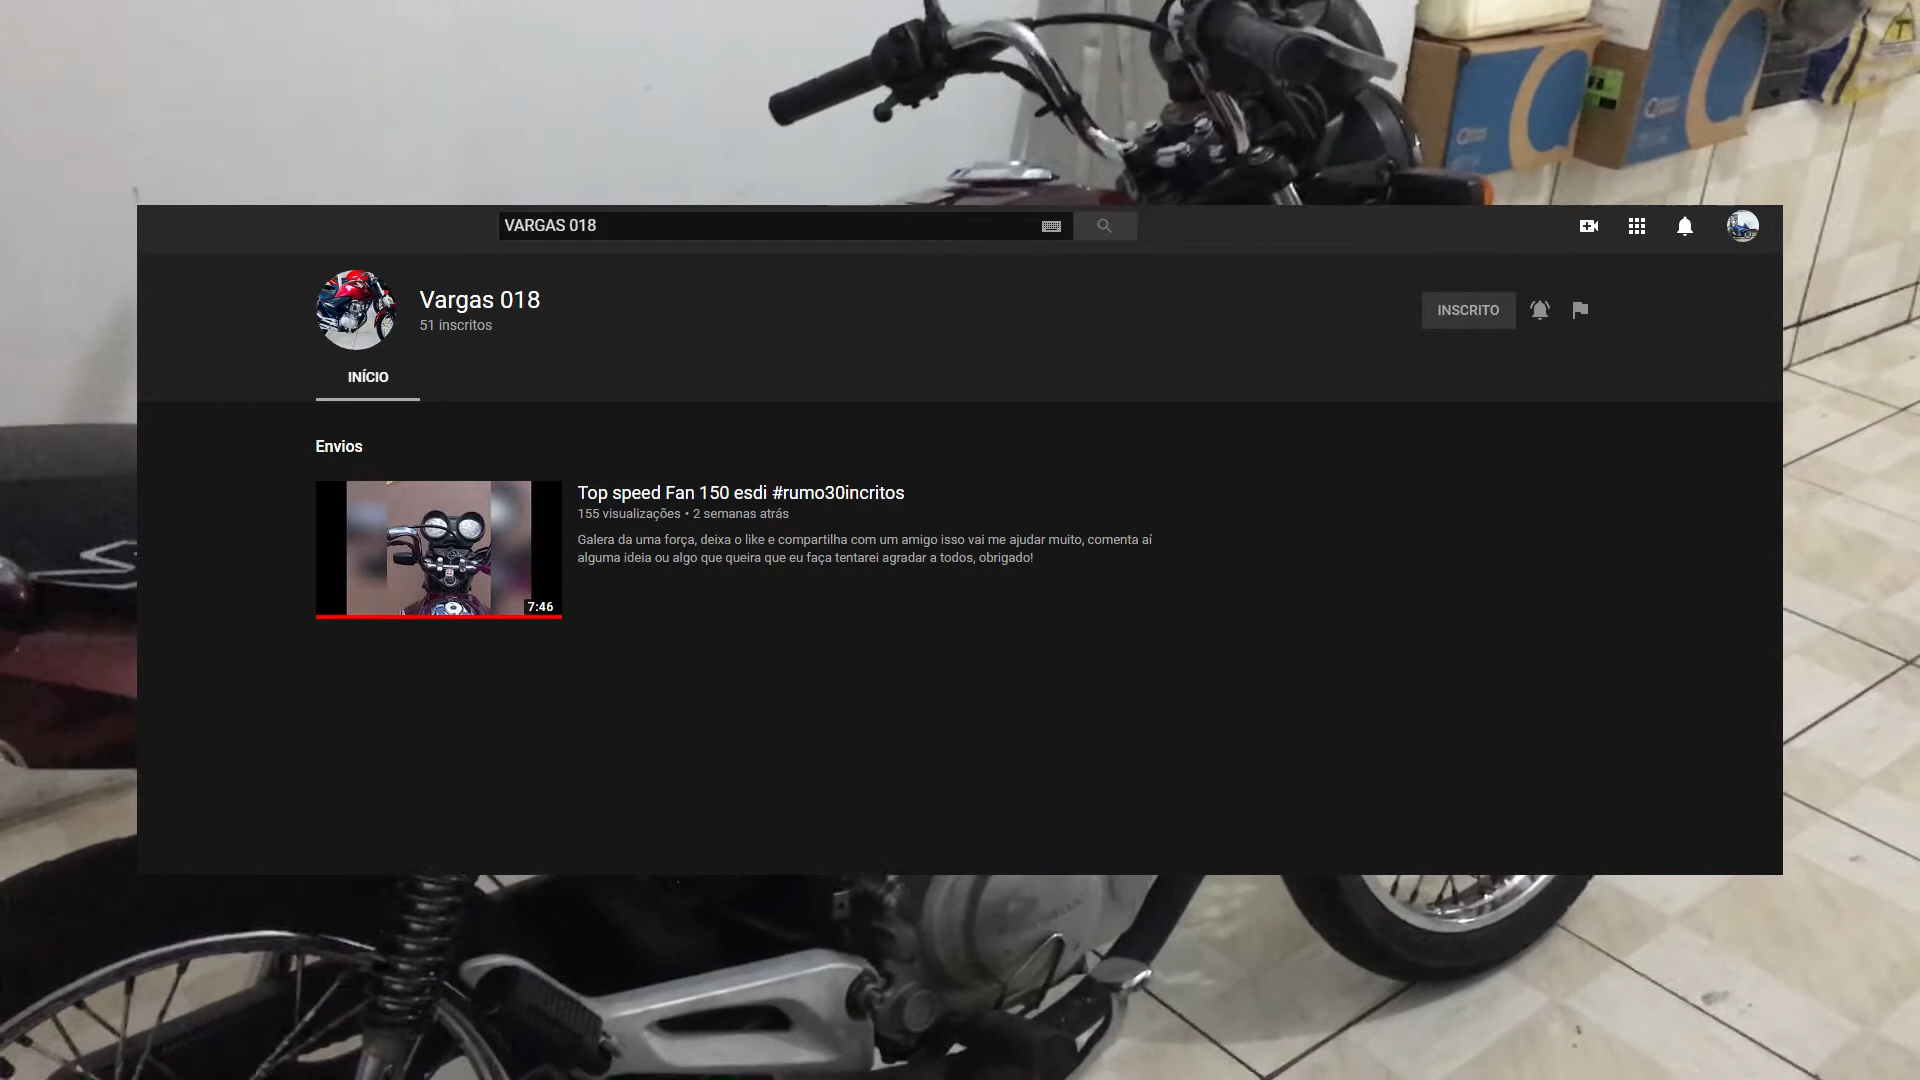 VARGAS 018
Vargas 018
51 inscritos
INSCRITO
INÍCIO
Envios
Top speed Fan 150 esdi #rumo30incritos
155 visualizações • 2 semanas atrás
Galera da uma força, deixa o like e compartilha com um amigo isso vai me ajudar muito, comenta aí
alguma ideia ou algo que queira que eu faça tentarei agradar a todos, obrigado!
7:46